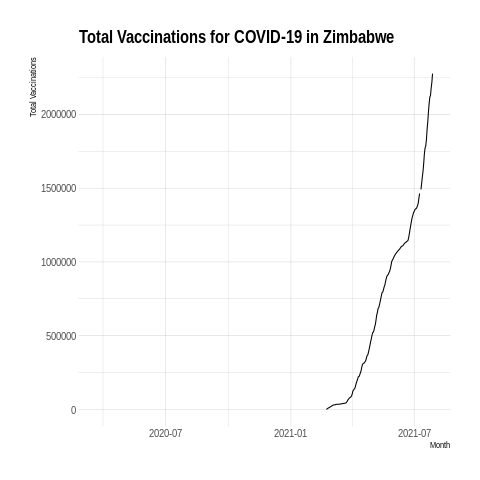 Total Vaccinations for COVID-19 in Zimbabwe
Total Vaccinations
2000000
1500000
1000000
500000
0
2020-07
2021-01
2021-07
Month